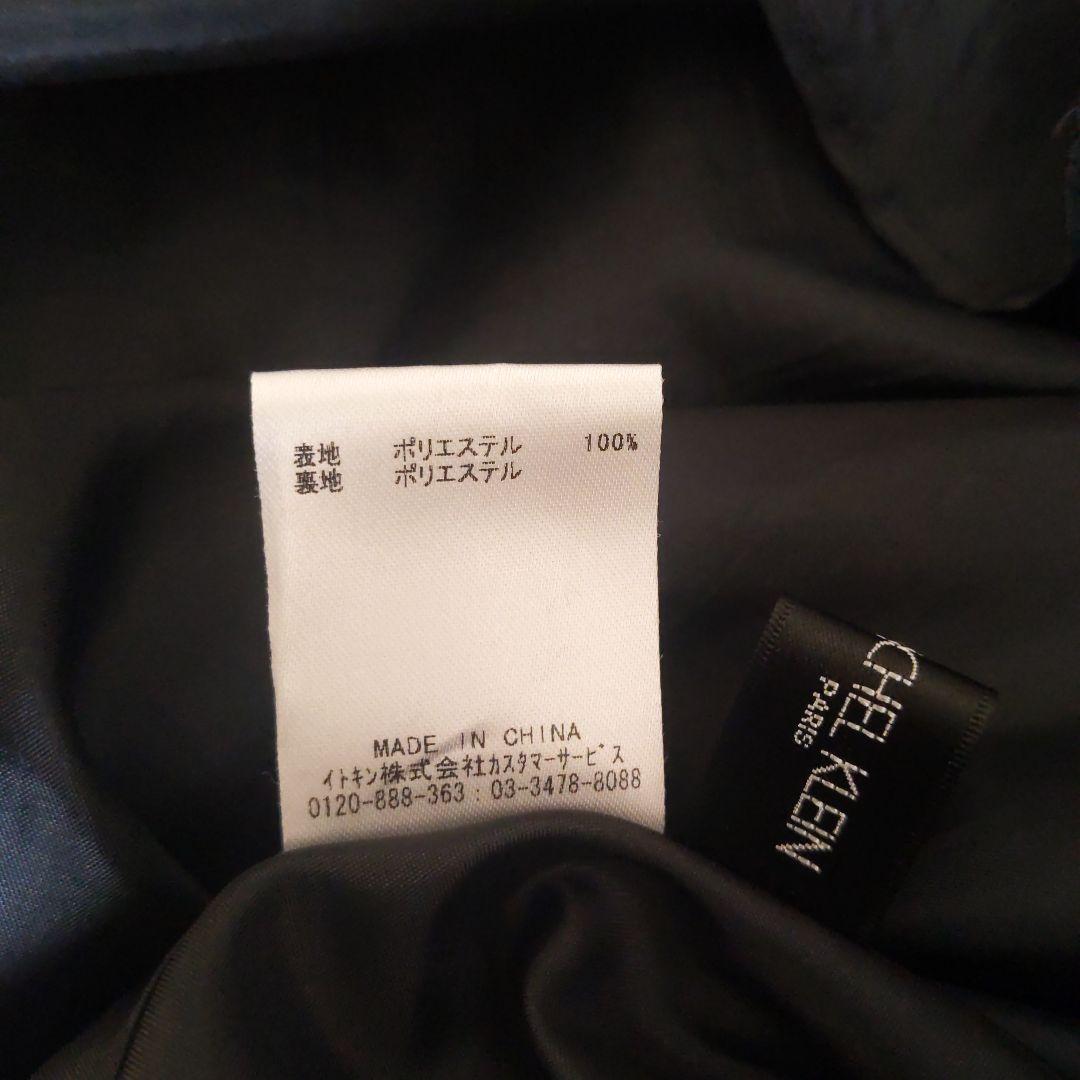 表地 ポリエステル 100%
裏地 ポリエステル
MADE IN CHINA
イトキン株式会社カスタマーサービス
0120-888-363 : 03-3478-8088
CHEL KLEIN
PARIS